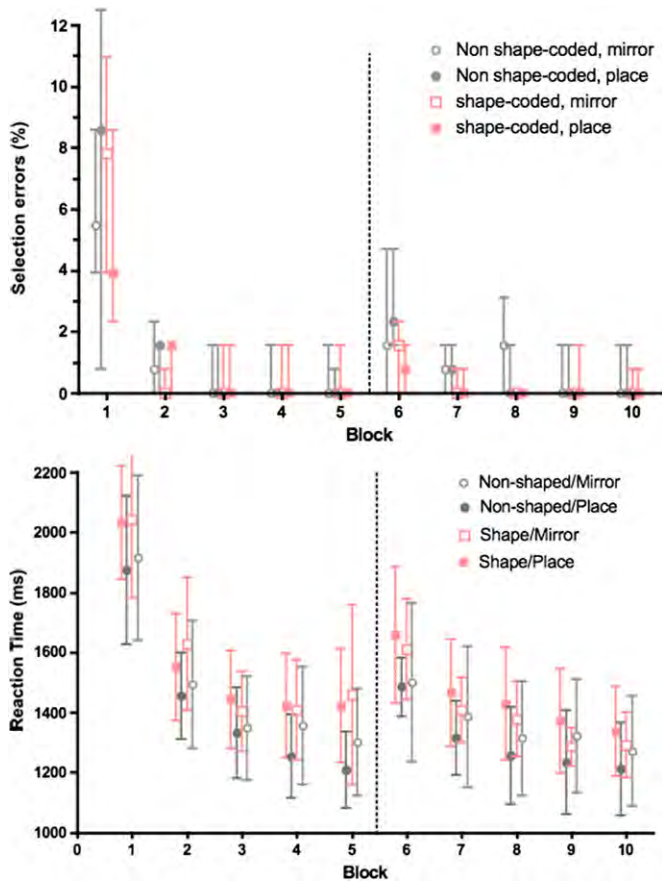 Selection errors (%)
12
10
8
6
4
2
0
Non shape-coded, mirror
Non shape-coded, place
shape-coded, mirror
shape-coded, place
1 2 3 4 5 6 7 8 9 10
Block
Reaction Time (ms)
2200
2000
1800
1600
1400
1200
1000
Non-shaped/Mirror
Non-shaped/Place
Shape/Mirror
Shape/Place
0 1 2 3 4 5 6 7 8 9 10
Block